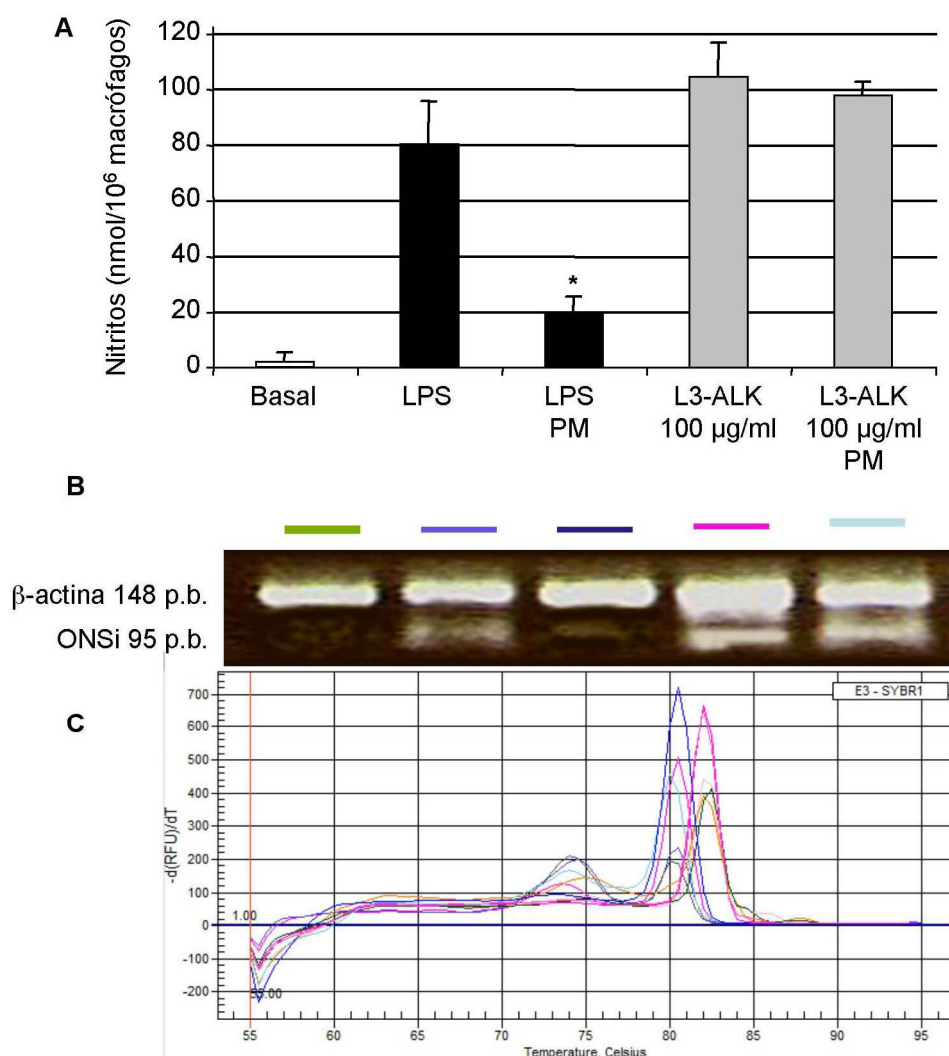 A
Nitritos (nmol/10⁶ macrófagos)
120
100
80
60
40
20
0
Basal
LPS
LPS
PM
L3-ALK
100 µg/ml
L3-ALK
100 µg/ml
PM
*
B
β-actina 148 p.b.
ONSi 95 p.b.
C
E3 - SYBR1
-d(RFU)/dT
700
600
500
400
300
200
100
0
-100
-200
1.00
55
60
65
70
75
80
85
90
95
Temperature, Celsius